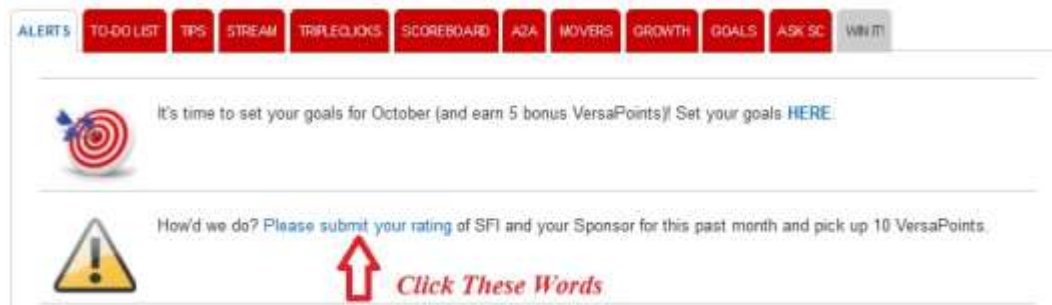 ALERTS TO-DO LIST TIPS STREAM TRIPLECLICKS SCOREBOARD A2A MOVERS GROWTH GOALS ASK SC WIN IT!
It's time to set your goals for October (and earn 5 bonus VersaPoints)! Set your goals HERE.
How'd we do? Please submit your rating of SFI and your Sponsor for this past month and pick up 10 VersaPoints.
Click These Words